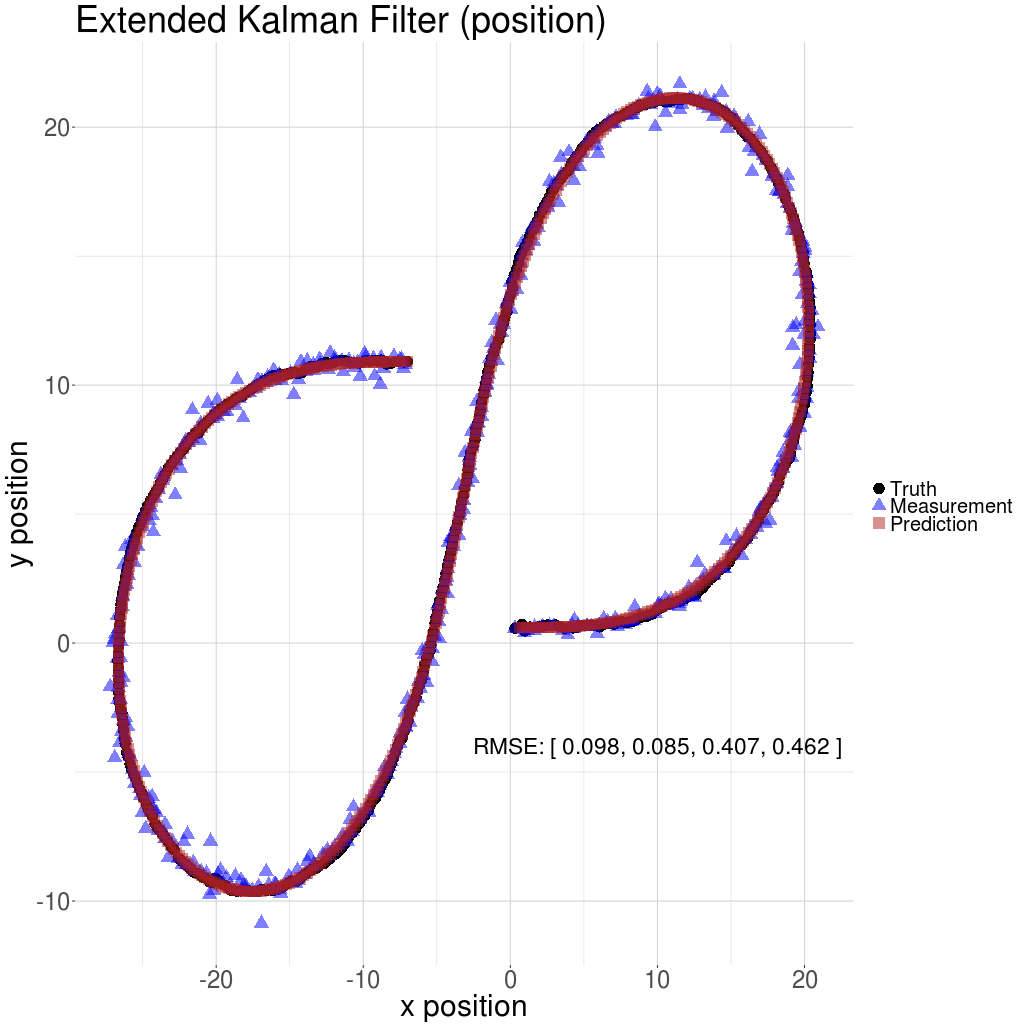 Extended Kalman Filter (position)
20
10
0
-10
y position
-20
-10
0
10
20
x position
Truth
Measurement
Prediction
RMSE: [ 0.098, 0.085, 0.407, 0.462 ]